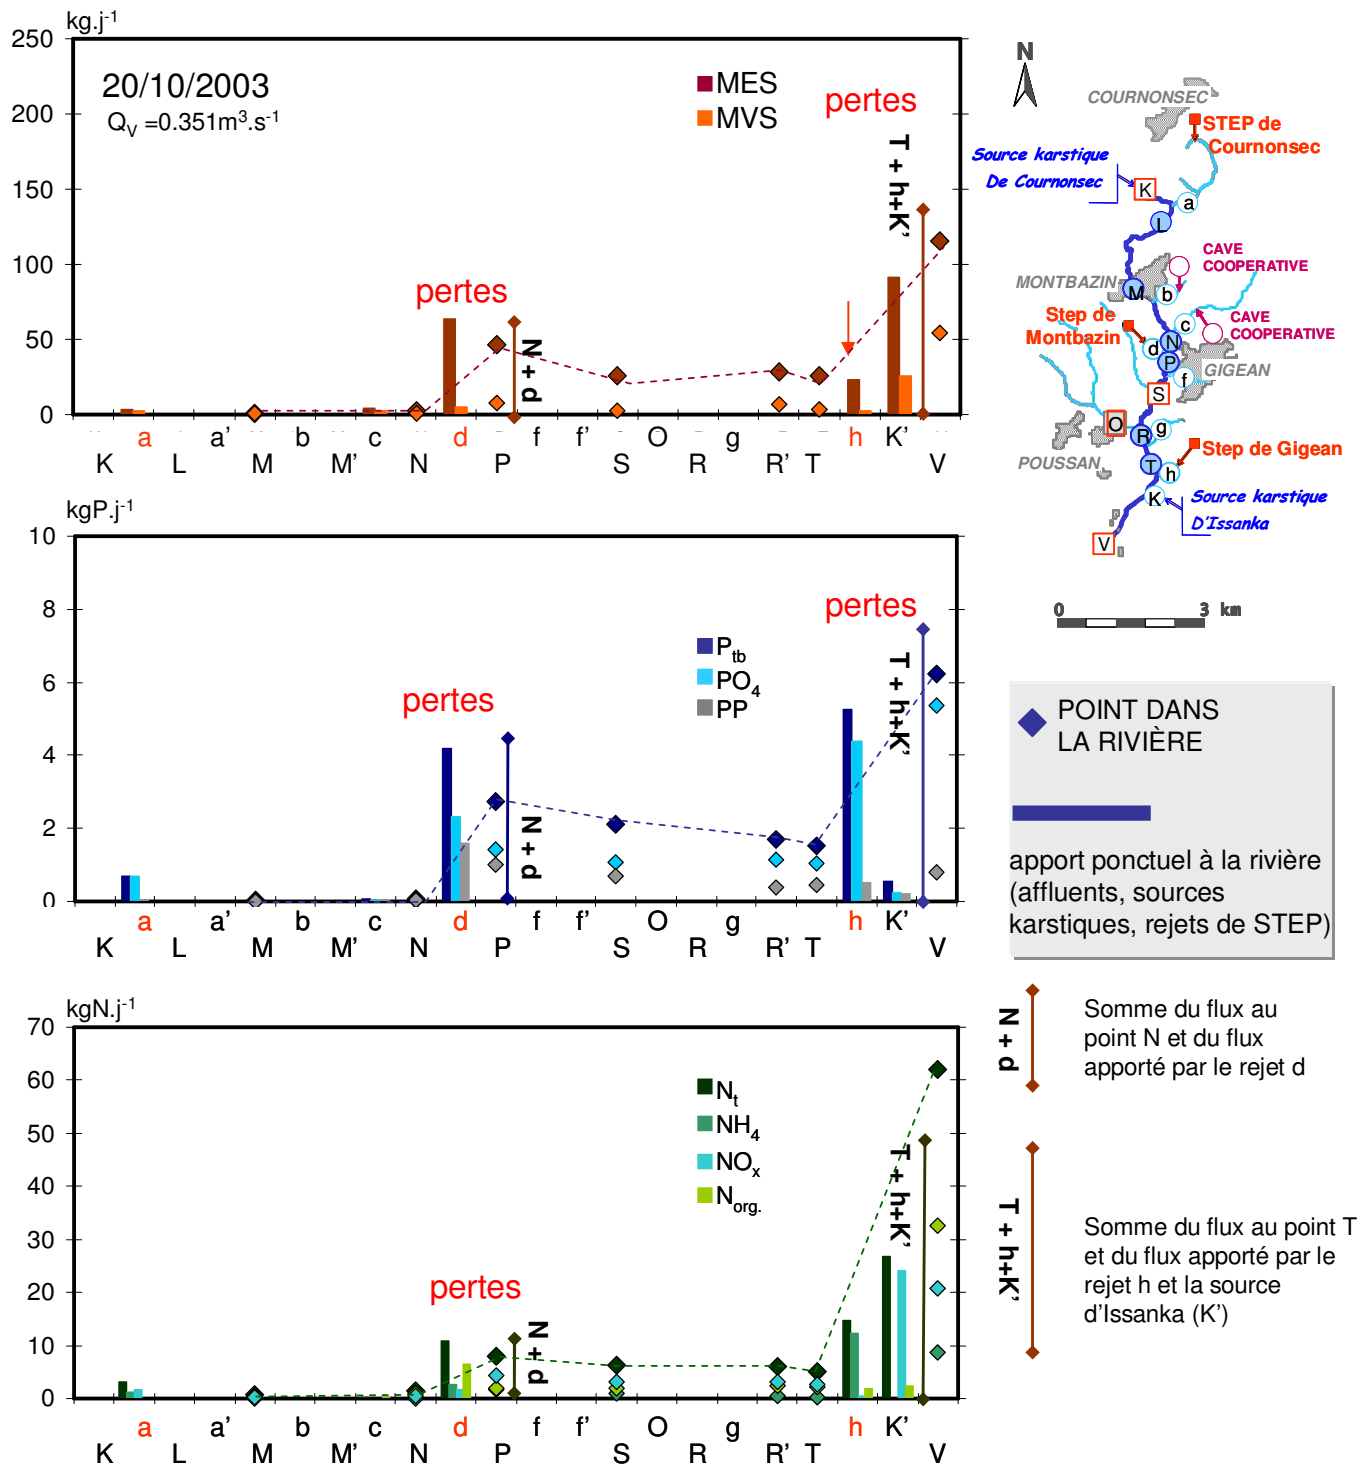 kg.j-1
250
200
150
100
50
0
20/10/2003
QV =0.351m3.s-1
MES
MVS
pertes
pertes
T + h+K’
N + d
a a’ b c d f f’ O g h K’
K L M M’ N P S R R’ T V
kgP.j-1
10
8
6
4
2
0
Ptb
PO4
PP
pertes
pertes
T + h+K’
N + d
a a’ b c d f f’ O g h K’
K L M M’ N P S R R’ T V
kgN.j-1
70
60
50
40
30
20
10
0
Nt
NH4
NOx
Norg.
pertes
T + h+K’
N + d
a a’ b c d f f’ O g h K’
K L M M’ N P S R R’ T V
N
COURNONSEC
STEP de
Cournonsec
Source karstique
De Cournonsec
K
a
L
CAVE
COOPERATIVE
MONTBAZIN
M
b
Step de
Montbazin
c
CAVE
COOPERATIVE
N
d
P
GIGEAN
f
S
O
g
R
POUSSAN
Step de Gigean
T
h
K
Source karstique
D'Issanka
V
0 3 km
POINT DANS
LA RIVIÈRE
apport ponctuel à la rivière
(affluents, sources
karstiques, rejets de STEP)
N + d
Somme du flux au
point N et du flux
apporté par le rejet d
T + h+K’
Somme du flux au point T
et du flux apporté par le
rejet h et la source
d’Issanka (K’)